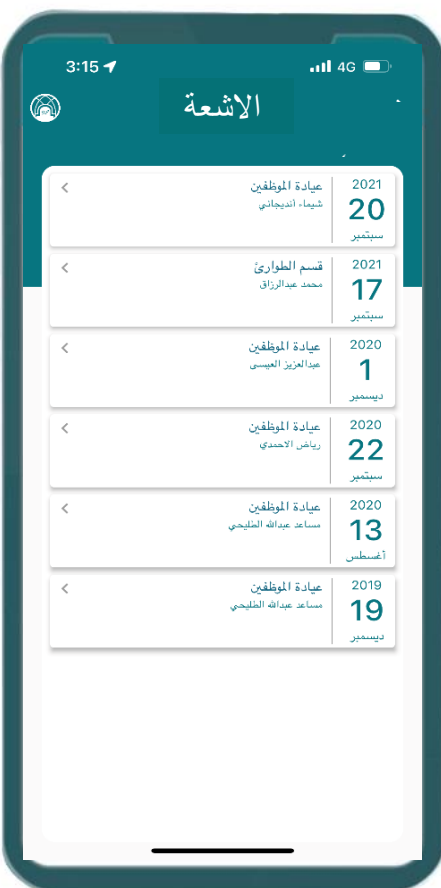 3:15
4G
الاشعة
2021
20
سبتمبر
عيادة الموظفين
شيماء انديجاني
2021
17
سبتمبر
قسم الطوارئ
محمد عبدالرزاق
2020
1
ديسمبر
عيادة الموظفين
عبدالعزيز العيسى
2020
22
سبتمبر
عيادة الموظفين
رياض الاحمدي
2020
13
أغسطس
عيادة الموظفين
مساعد عبدالله الظليحي
2019
19
ديسمبر
عيادة الموظفين
مساعد عبدالله الظليحي